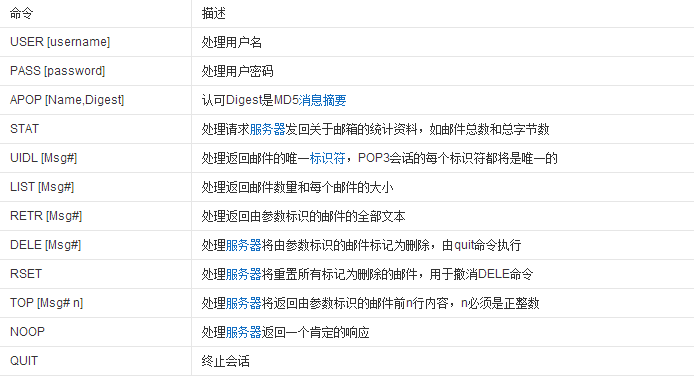 命令 描述
USER [username] 处理用户名
PASS [password] 处理用户密码
APOP [Name,Digest] 认可Digest是MD5消息摘要
STAT 处理请求服务器发回关于邮箱的统计资料，如邮件总数和总字节数
UIDL [Msg#] 处理返回邮件的唯一标识符，POP3会话的每个标识符都将是唯一的
LIST [Msg#] 处理返回邮件数量和每个邮件的大小
RETR [Msg#] 处理返回由参数标识的邮件的全部文本
DELE [Msg#] 处理服务器将由参数标识的邮件标记为删除，由quit命令执行
RSET 处理服务器将重置所有标记为删除的邮件，用于撤消DELE命令
TOP [Msg# n] 处理服务器将返回由参数标识的邮件前n行内容，n必须是正整数
NOOP 处理服务器返回一个肯定的响应
QUIT 终止会话